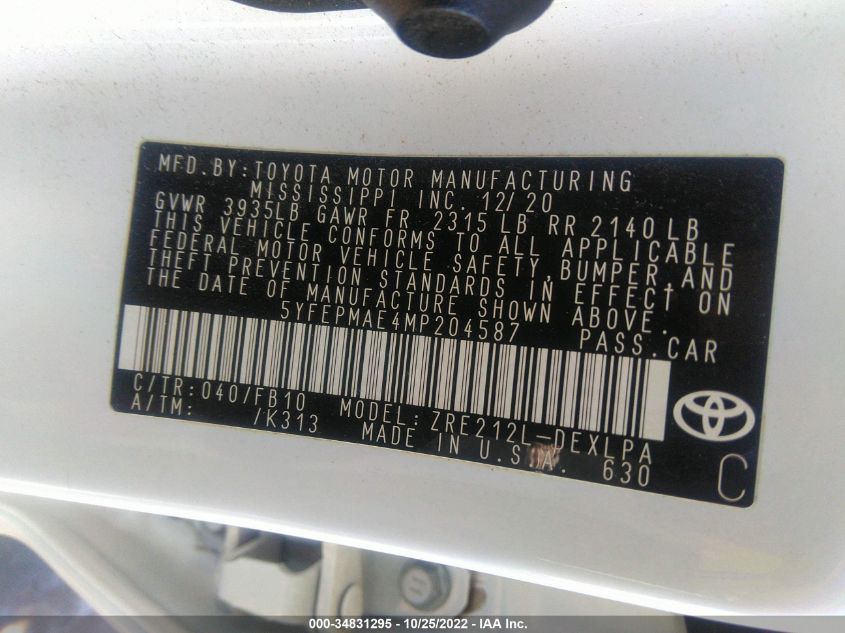 MFD.BY:TOYOTA MOTOR MANUFACTURING
MISSISSIPPI INC. 12/20
GVWR 3935LB GAWR FR 2315 LB RR 2140 LB
THIS VEHICLE CONFORMS TO ALL APPLICABLE
FEDERAL MOTOR VEHICLE SAFETY,BUMPER,AND
THEFT PREVENTION STANDARDS IN EFFECT ON
THE DATE OF MANUFACTURE SHOWN ABOVE.
5YFEPMAE4MP204587 PASS.CAR
C/TR:040/FB10 MODEL:ZRE212L-DEXLPA
A/TM: /K313 MADE IN U.S.A. 630
C
000-34831295 - 10/25/2022 - IAA Inc.